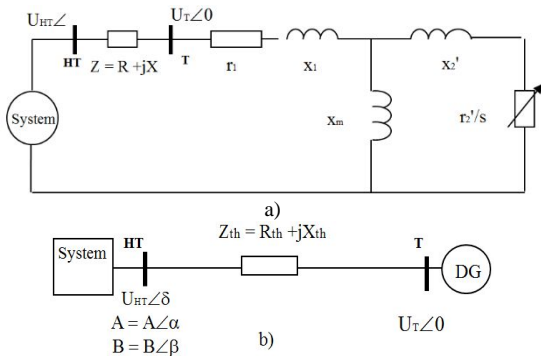 U_HT∠
U_T∠0
HT
Z = R +jX
T
r₁
x₁
x₂'
x_m
r₂'/s
System
a)
Z_th = R_th +jX_th
System
HT
T
DG
U_HT∠δ
U_T∠0
A = A∠α
B = B∠β
b)